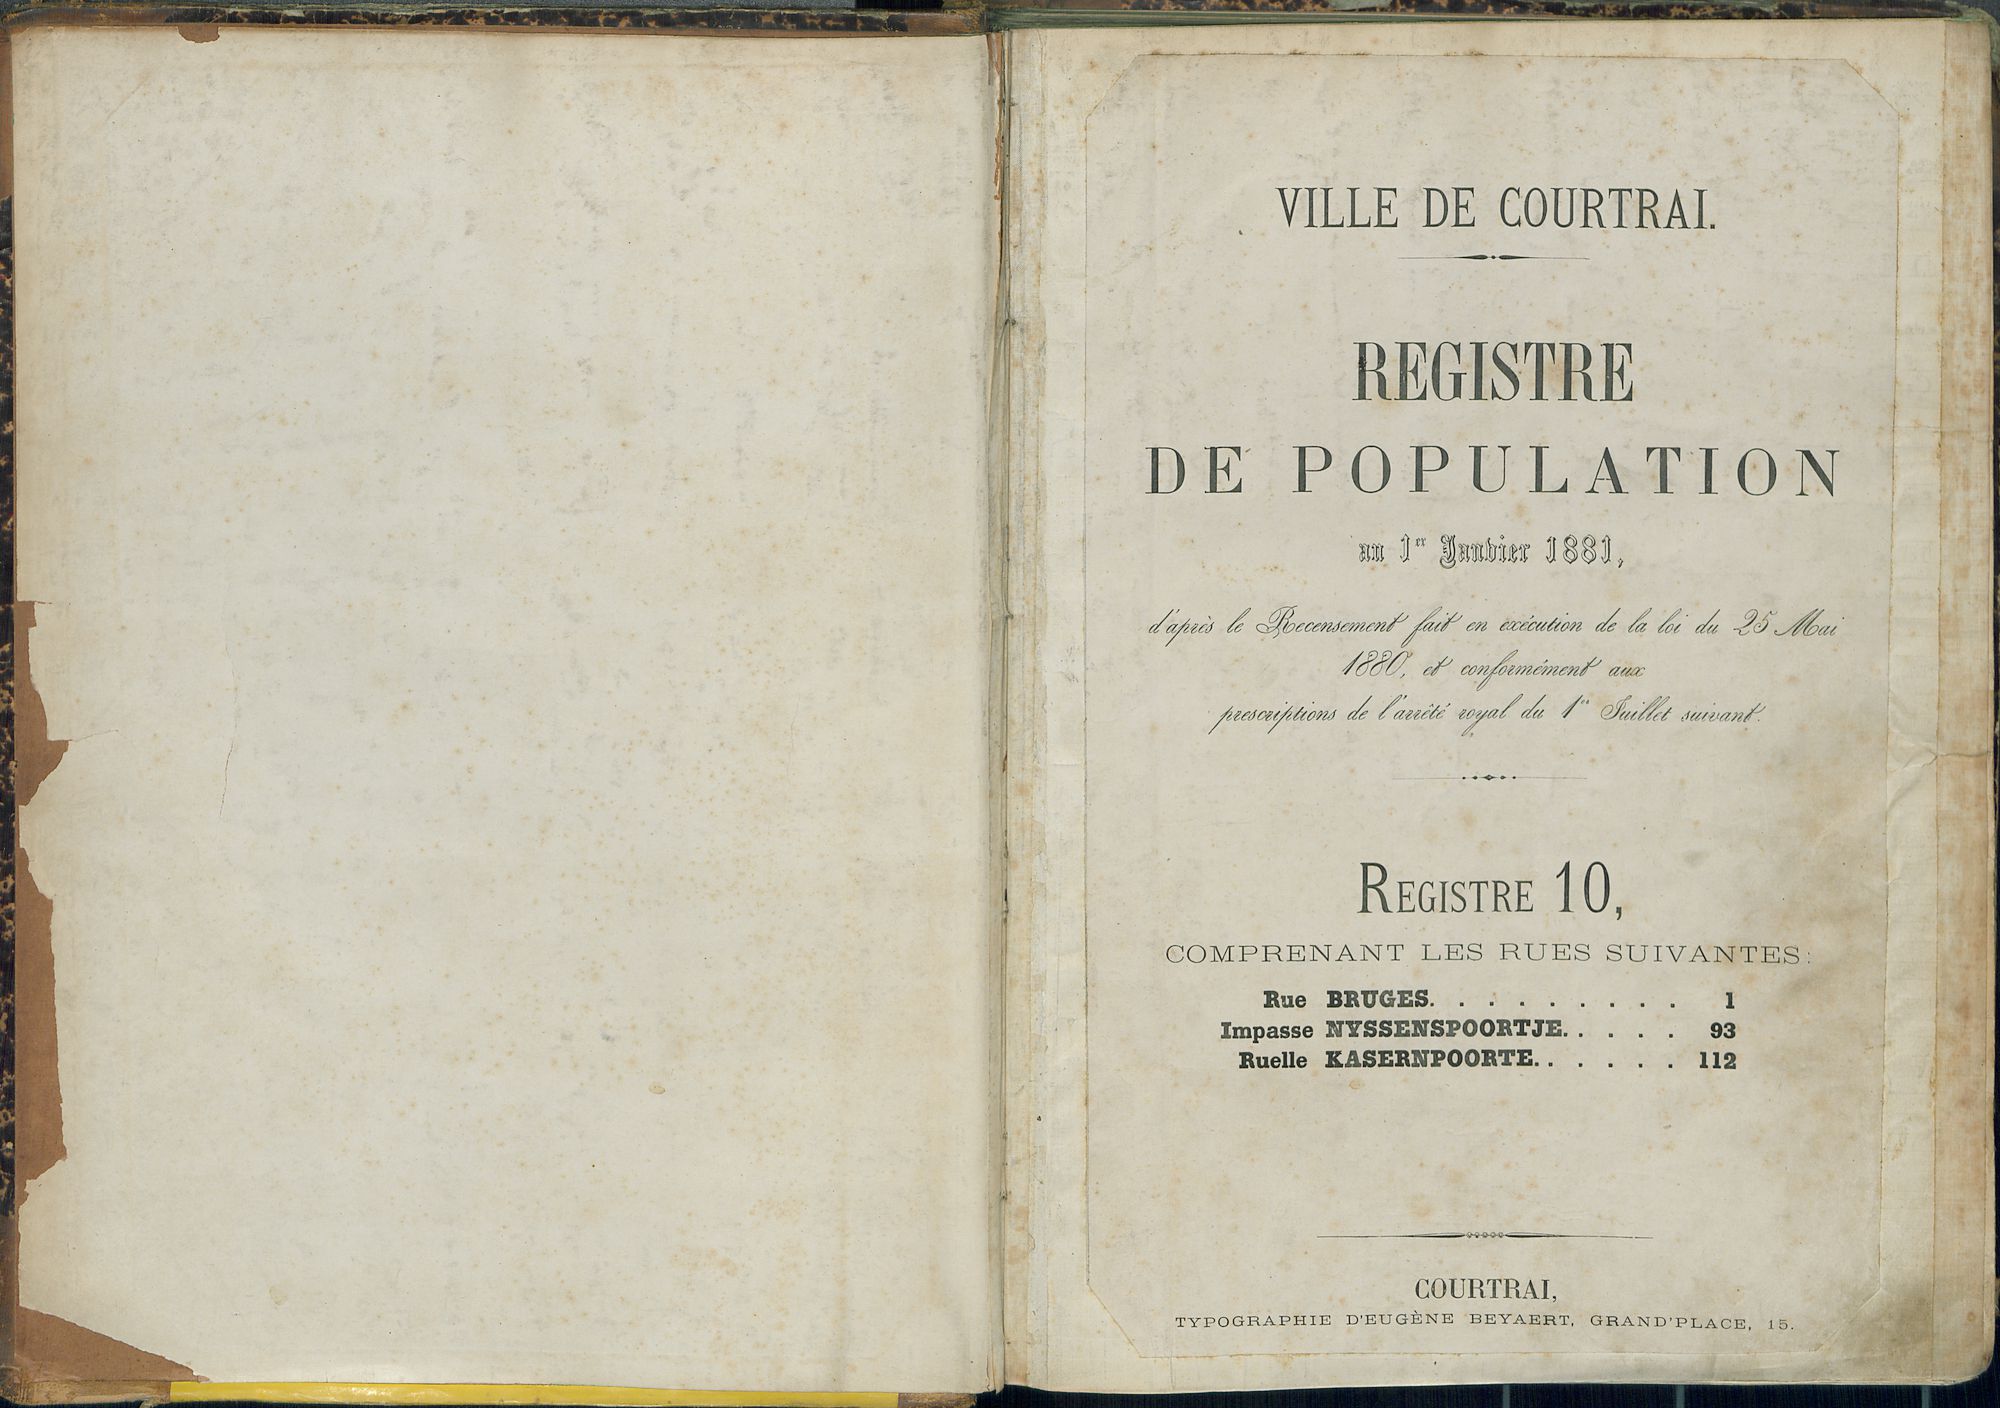 VILLE DE COURTRAI.
REGISTRE
DE POPULATION
au 1er Janvier 1881,
d'après le Recensement fait en exécution de la loi du 25 Mai
1880, et conformément aux
prescriptions de l'arrêté royal du 1er Juillet suivant.
REGISTRE 10,
COMPRENANT LES RUES SUIVANTES:
Rue BRUGES. . . . . . . . . . 1
Impasse NYSSENSPOORTJE. . . . . 93
Ruelle KASERNPOORTE. . . . . . 112
COURTRAI,
TYPOGRAPHIE D'EUGÈNE BEYAERT, GRAND'PLACE, 15.